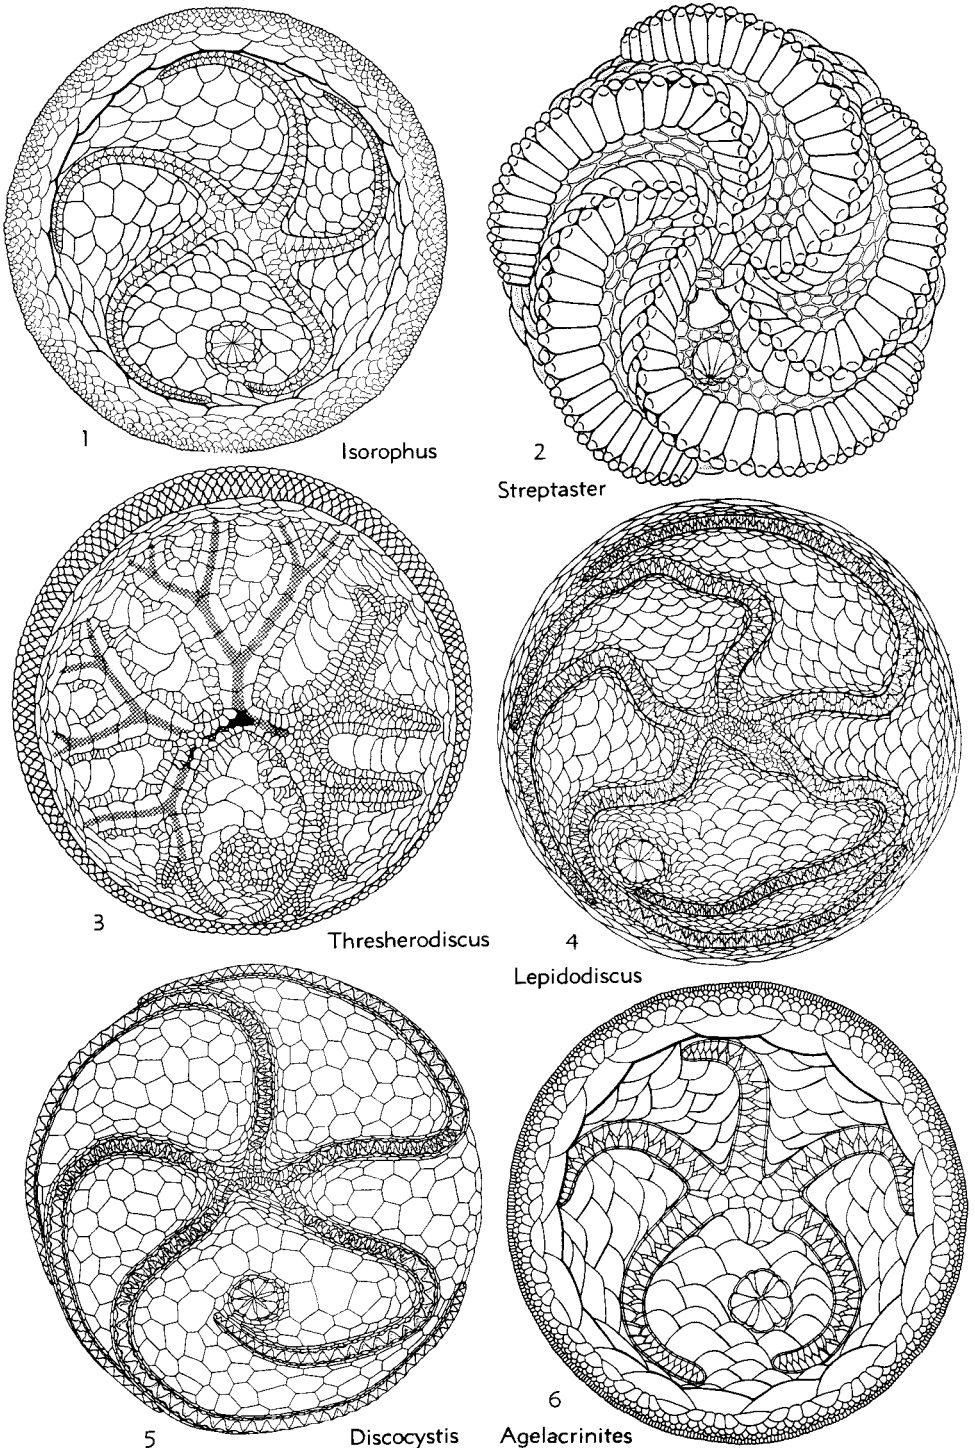 1
Isorophus
2
Streptaster
3
Thresherodiscus
4
Lepidodiscus
5
Discocystis
6
Agelacrinites